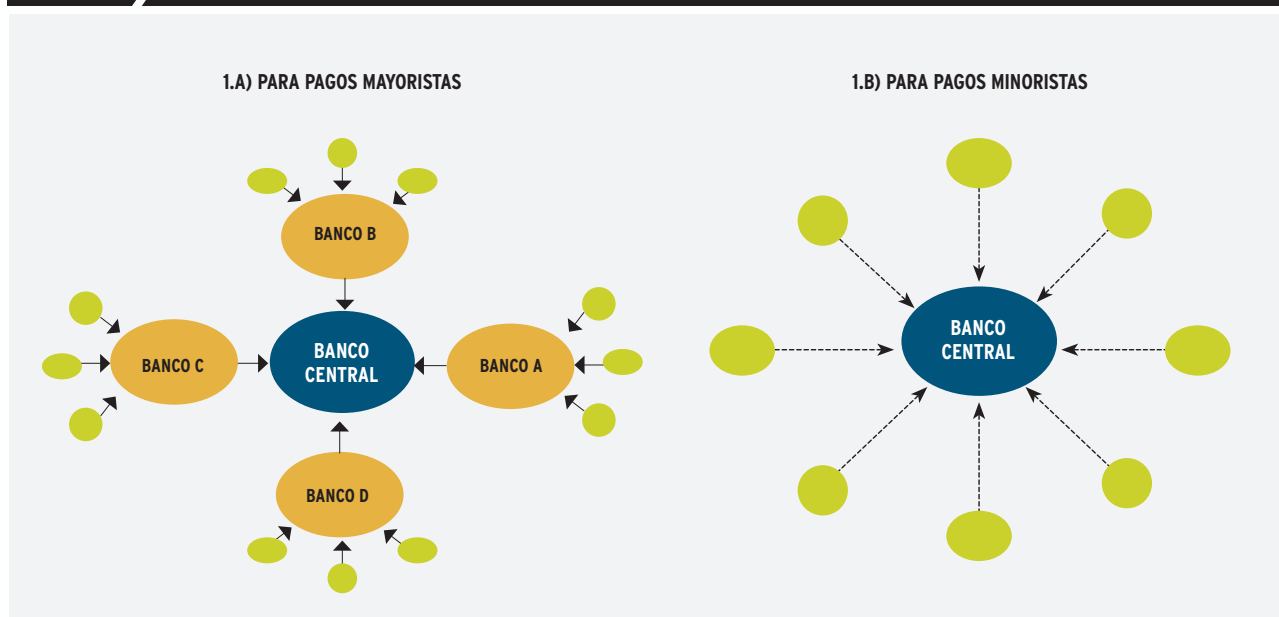 1.A) PARA PAGOS MAYORISTAS
BANCO B
BANCO C
BANCO
CENTRAL
BANCO A
BANCO D
1.B) PARA PAGOS MINORISTAS
BANCO
CENTRAL